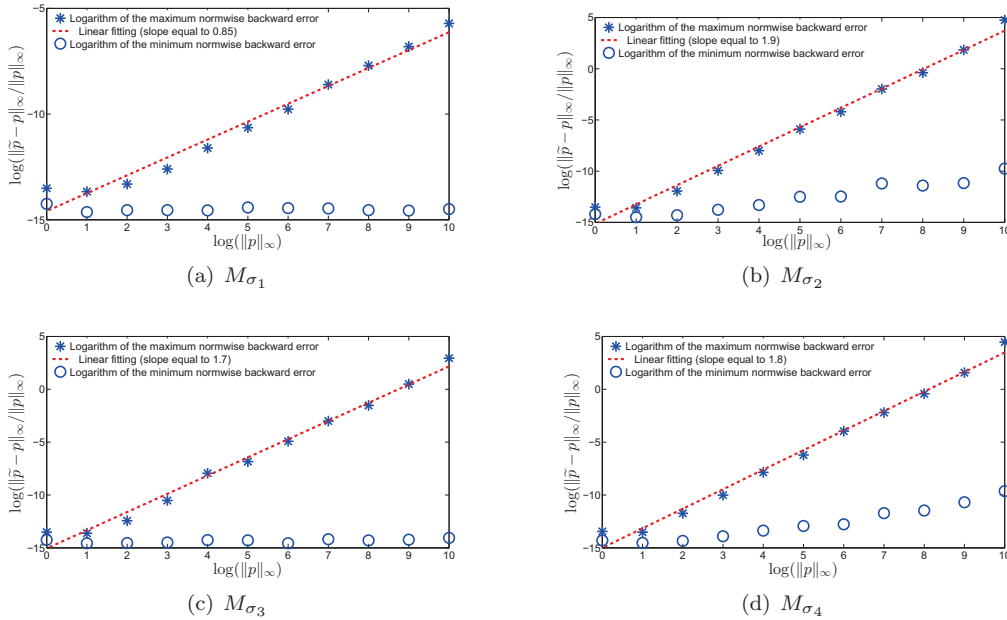 Logarithm of the maximum normwise backward error
Linear fitting (slope equal to 0.85)
Logarithm of the minimum normwise backward error
−5
−10
−15
log(‖p̃ − p‖∞/‖p‖∞)
0 1 2 3 4 5 6 7 8 9 10
log(‖p‖∞)
(a) Mσ₁
Logarithm of the maximum normwise backward error
Linear fitting (slope equal to 1.9)
Logarithm of the minimum normwise backward error
5
0
−5
−10
−15
log(‖p̃ − p‖∞/‖p‖∞)
0 1 2 3 4 5 6 7 8 9 10
log(‖p‖∞)
(b) Mσ₂
Logarithm of the maximum normwise backward error
Linear fitting (slope equal to 1.7)
Logarithm of the minimum normwise backward error
5
0
−5
−10
−15
log(‖p̃ − p‖∞/‖p‖∞)
0 1 2 3 4 5 6 7 8 9 10
log(‖p‖∞)
(c) Mσ₃
Logarithm of the maximum normwise backward error
Linear fitting (slope equal to 1.8)
Logarithm of the minimum normwise backward error
5
0
−5
−10
−15
log(‖p̃ − p‖∞/‖p‖∞)
0 1 2 3 4 5 6 7 8 9 10
log(‖p‖∞)
(d) Mσ₄